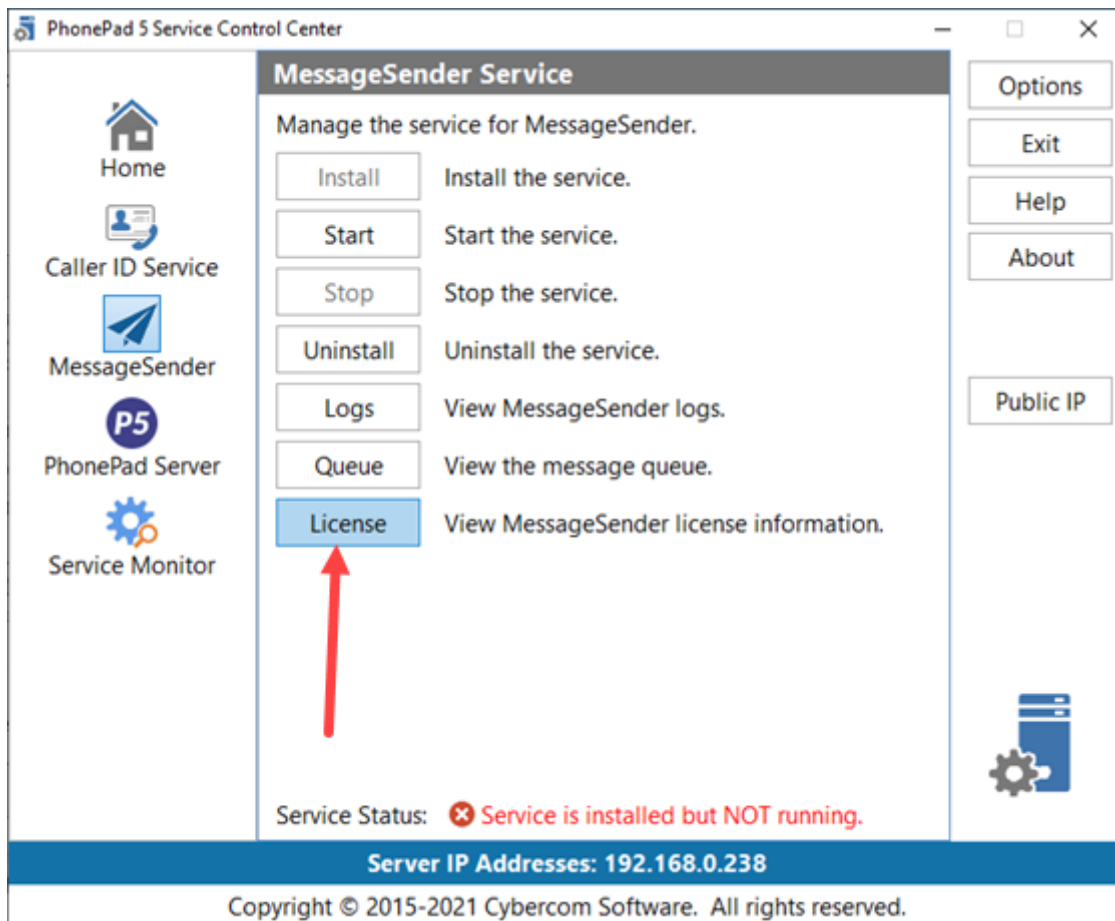 PhonePad 5 Service Control Center
Home
Caller ID Service
MessageSender
P5
PhonePad Server
Service Monitor
MessageSender Service
Manage the service for MessageSender.
Install Install the service.
Start Start the service.
Stop Stop the service.
Uninstall Uninstall the service.
Logs View MessageSender logs.
Queue View the message queue.
License View MessageSender license information.
Service Status: Service is installed but NOT running.
Options
Exit
Help
About
Public IP
Server IP Addresses: 192.168.0.238
Copyright © 2015-2021 Cybercom Software. All rights reserved.